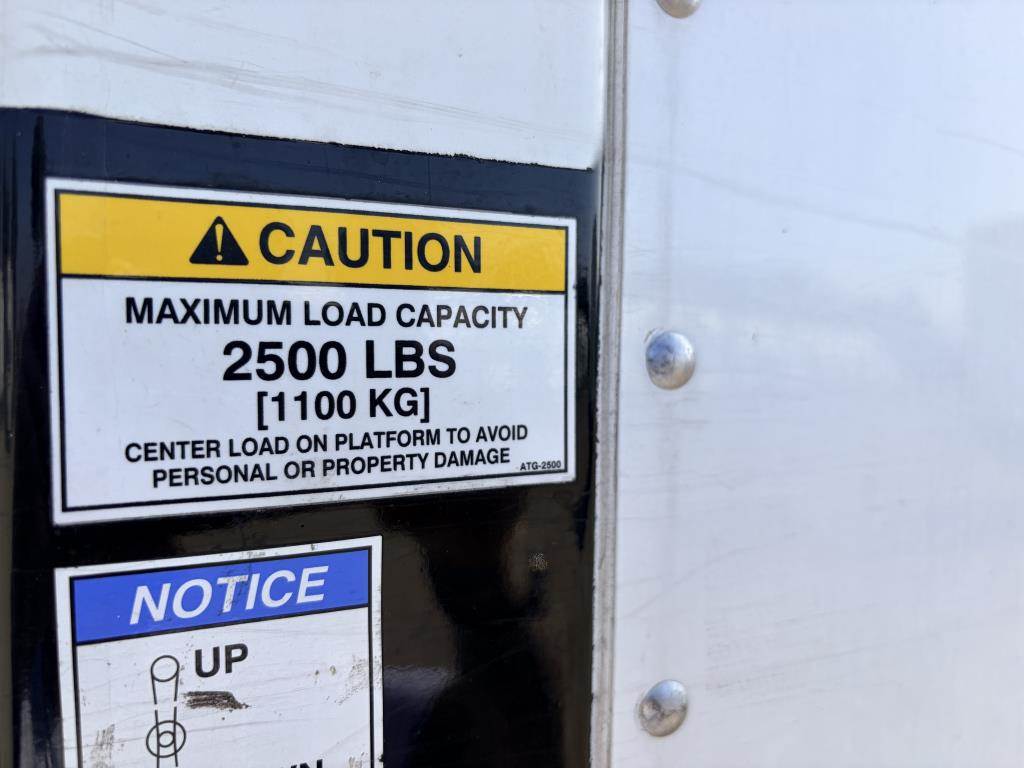 CAUTION
MAXIMUM LOAD CAPACITY
2500 LBS
[1100 KG]
CENTER LOAD ON PLATFORM TO AVOID
PERSONAL OR PROPERTY DAMAGE
ATG-2500
NOTICE
UP